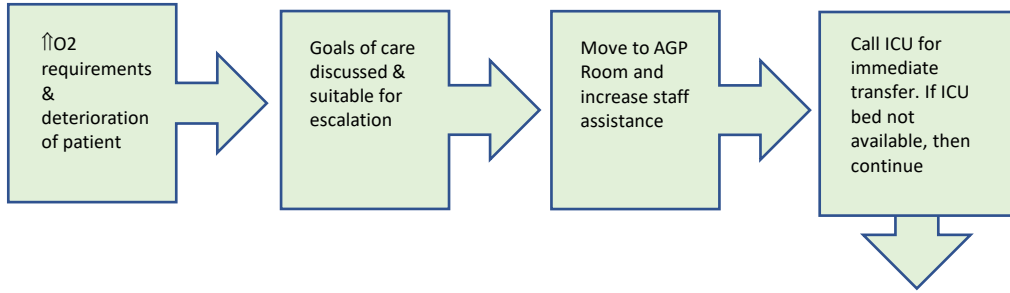 ⇑O2
requirements
&
deterioration
of patient
Goals of care
discussed &
suitable for
escalation
Move to AGP
Room and
increase staff
assistance
Call ICU for
immediate
transfer. If ICU
bed not
available, then
continue